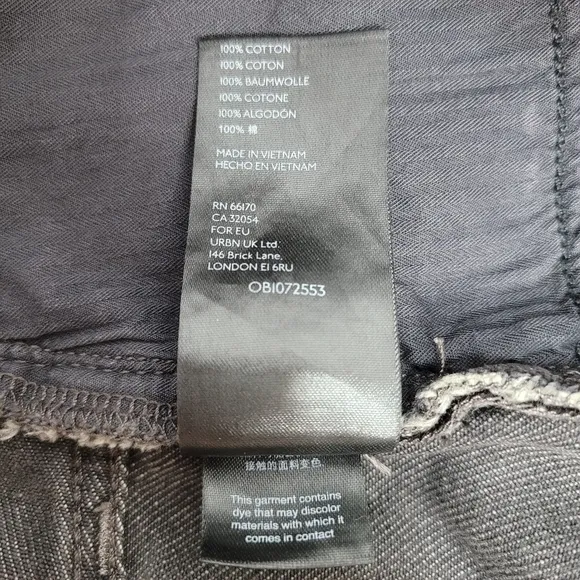 100% COTTON
100% COTON
100% BAUMWOLLE
100% COTONE
100% ALGODÓN
100% 棉
MADE IN VIETNAM
HECHO EN VIETNAM
RN 66170
CA 32054
FOR EU
URBN UK Ltd.
146 Brick Lane,
LONDON E1 6RU
OB1072553
接触的面料变色
This garment contains
dye that may discolor
materials with which it
comes in contact